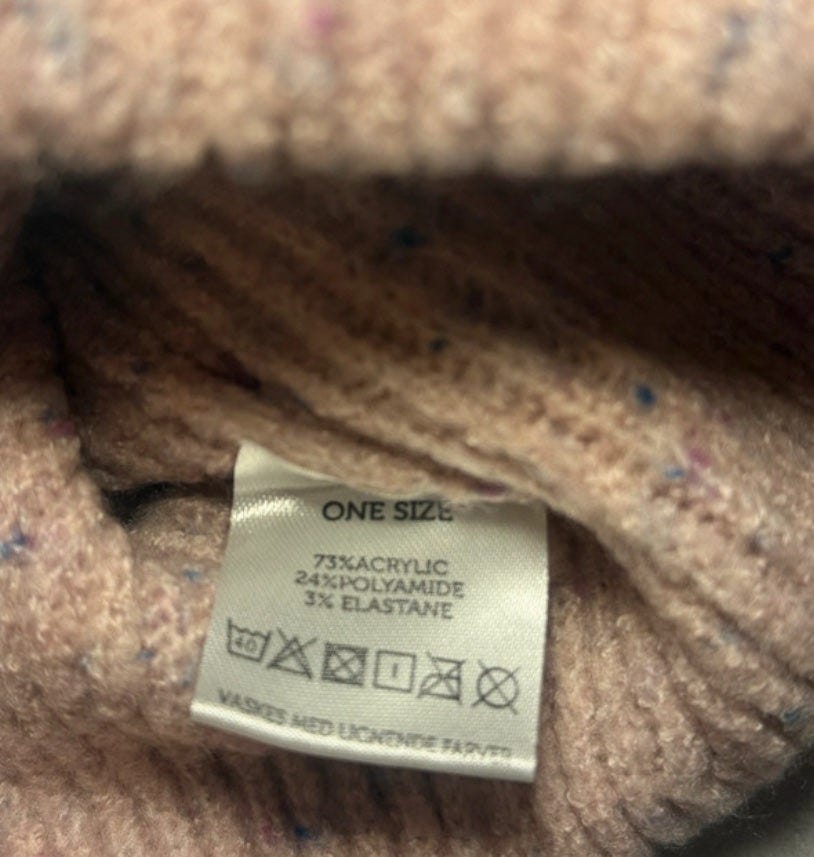 ONE SIZE
73%ACRYLIC
24%POLYAMIDE
3% ELASTANE
40
VASKES MED LIGNENDE FARVER